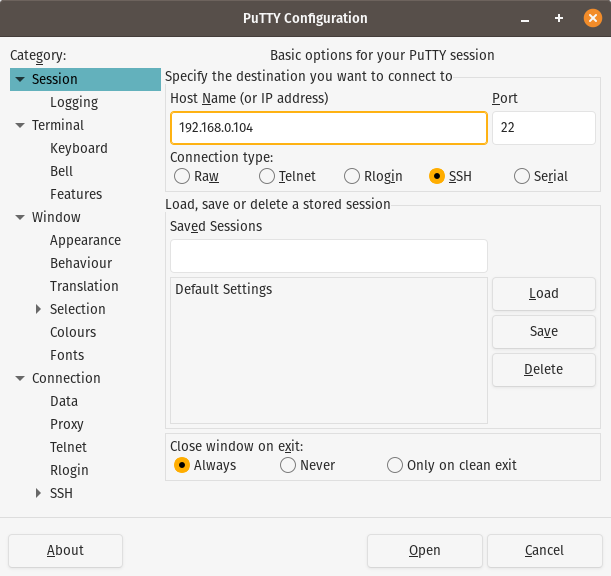 PuTTY Configuration
Category:
Session
Logging
Terminal
Keyboard
Bell
Features
Window
Appearance
Behaviour
Translation
Selection
Colours
Fonts
Connection
Data
Proxy
Telnet
Rlogin
SSH
Basic options for your PuTTY session
Specify the destination you want to connect to
Host Name (or IP address) Port
192.168.0.104 22
Connection type:
Raw Telnet Rlogin SSH Serial
Load, save or delete a stored session
Saved Sessions
Default Settings
Load
Save
Delete
Close window on exit:
Always Never Only on clean exit
About Open Cancel